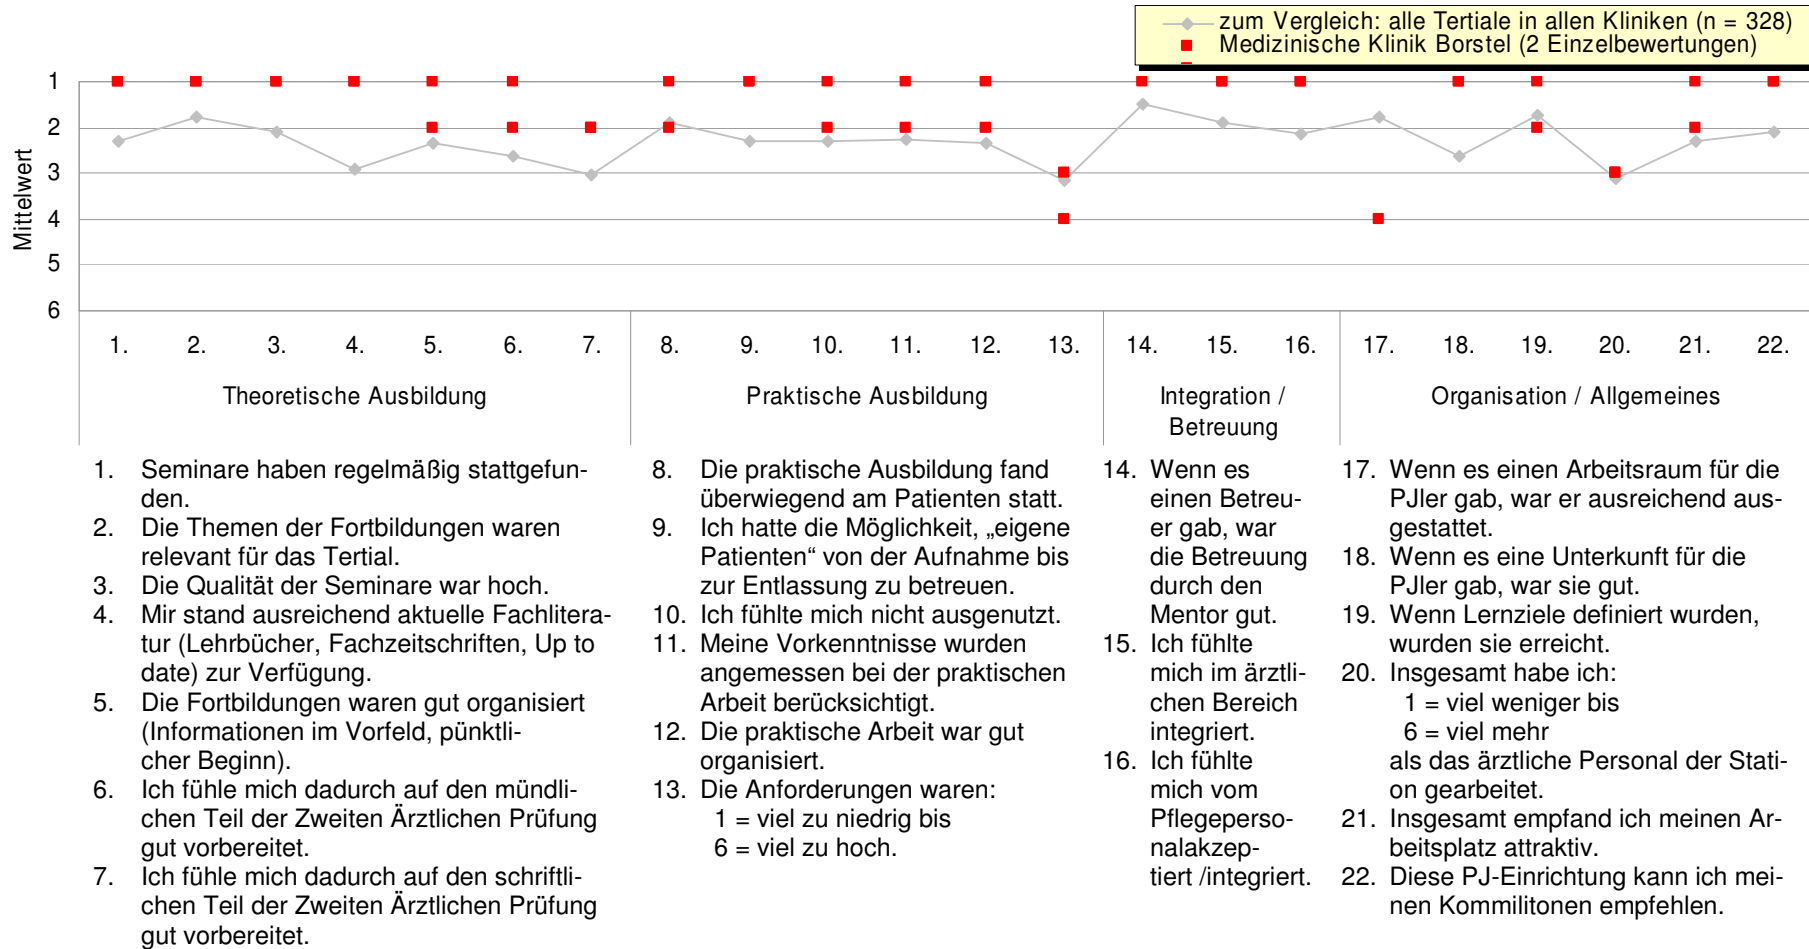 zum Vergleich: alle Tertiale in allen Kliniken (n = 328)
Medizinische Klinik Borstel (2 Einzelbewertungen)
Mittelwert
1
2
3
4
5
6
1. 2. 3. 4. 5. 6. 7. 8. 9. 10. 11. 12. 13. 14. 15. 16. 17. 18. 19. 20. 21. 22.
Theoretische Ausbildung
Praktische Ausbildung
Integration /
Betreuung
Organisation / Allgemeines
1. Seminare haben regelmäßig stattgefun-
den.
2. Die Themen der Fortbildungen waren
relevant für das Tertial.
3. Die Qualität der Seminare war hoch.
4. Mir stand ausreichend aktuelle Fachlitera-
tur (Lehrbücher, Fachzeitschriften, Up to
date) zur Verfügung.
5. Die Fortbildungen waren gut organisiert
(Informationen im Vorfeld, pünktli-
cher Beginn).
6. Ich fühle mich dadurch auf den mündli-
chen Teil der Zweiten Ärztlichen Prüfung
gut vorbereitet.
7. Ich fühle mich dadurch auf den schriftli-
chen Teil der Zweiten Ärztlichen Prüfung
gut vorbereitet.
8. Die praktische Ausbildung fand
überwiegend am Patienten statt.
9. Ich hatte die Möglichkeit, „eigene
Patienten“ von der Aufnahme bis
zur Entlassung zu betreuen.
10. Ich fühlte mich nicht ausgenutzt.
11. Meine Vorkenntnisse wurden
angemessen bei der praktischen
Arbeit berücksichtigt.
12. Die praktische Arbeit war gut
organisiert.
13. Die Anforderungen waren:
1 = viel zu niedrig bis
6 = viel zu hoch.
14. Wenn es
einen Betreu-
er gab, war
die Betreuung
durch den
Mentor gut.
15. Ich fühlte
mich im ärztli-
chen Bereich
integriert.
16. Ich fühlte
mich vom
Pflegeperso-
nalakzep-
tiert /integriert.
17. Wenn es einen Arbeitsraum für die
PJler gab, war er ausreichend aus-
gestattet.
18. Wenn es eine Unterkunft für die
PJler gab, war sie gut.
19. Wenn Lernziele definiert wurden,
wurden sie erreicht.
20. Insgesamt habe ich:
1 = viel weniger bis
6 = viel mehr
als das ärztliche Personal der Stati-
on gearbeitet.
21. Insgesamt empfand ich meinen Ar-
beitsplatz attraktiv.
22. Diese PJ-Einrichtung kann ich mei-
nen Kommilitonen empfehlen.